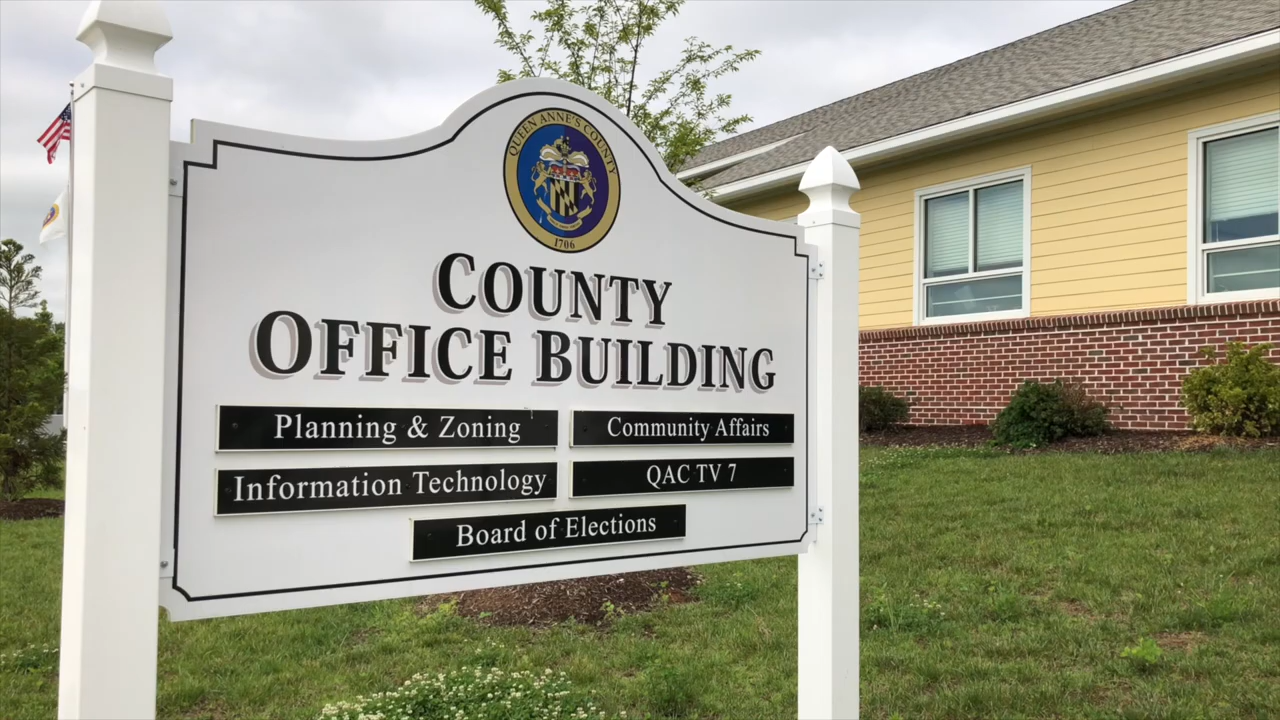 QUEEN ANNE'S COUNTY
1706
COUNTY
OFFICE BUILDING
Planning & Zoning
Community Affairs
Information Technology
QAC TV 7
Board of Elections